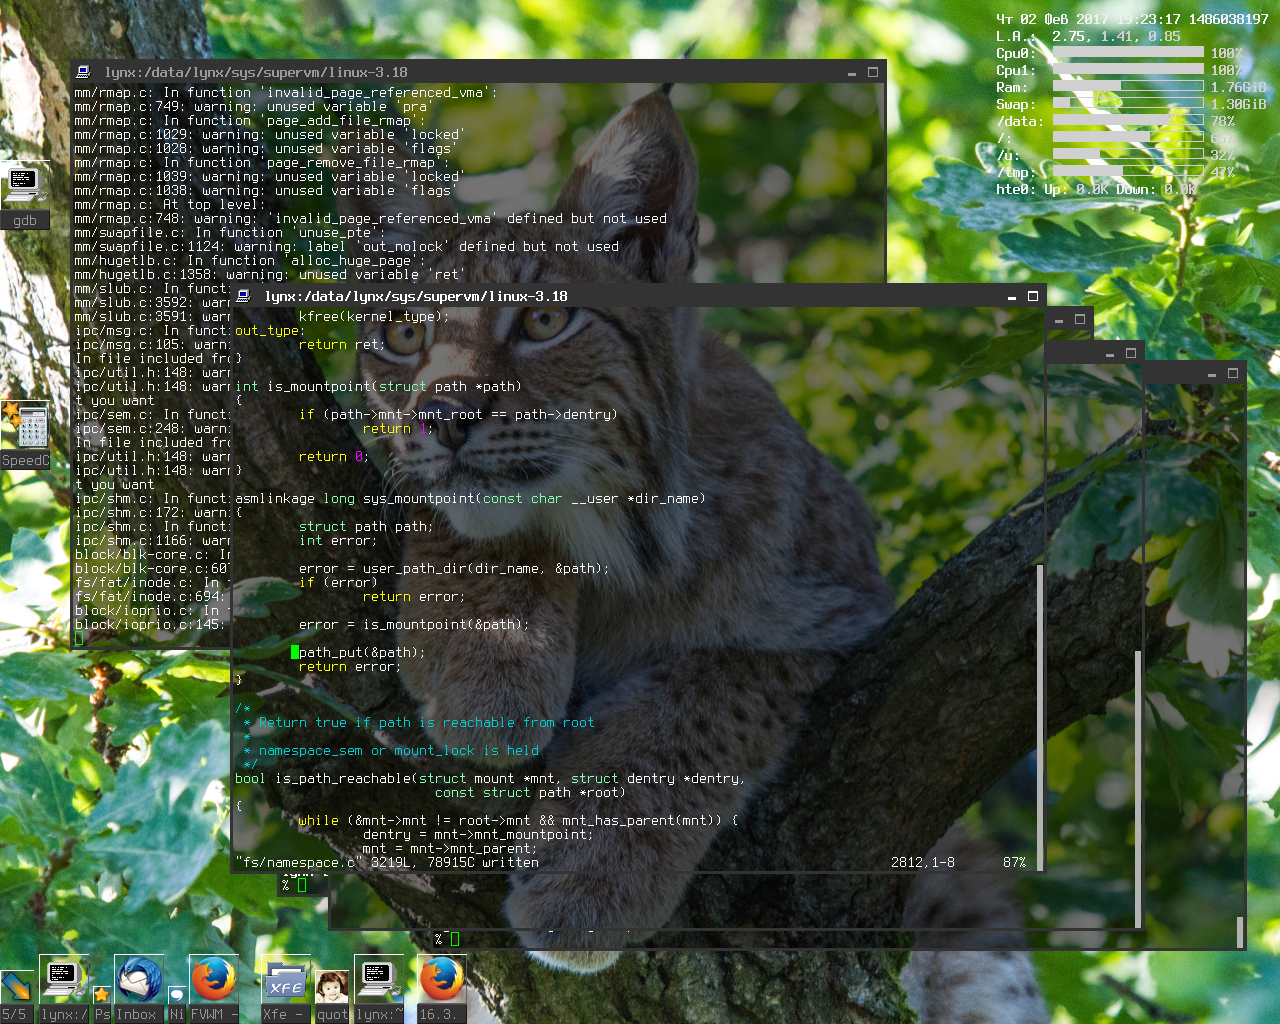 Чт 02 Фев 2017 19:23:17 1486038197
L.A.: 2.75, 1.41, 0.85
Cpu0: 100%
Cpu1: 100%
Ram: 1.76GiB
Swap: 1.30GiB
/data: 78%
/:
/u: 32%
/tmp: 47%
hte0: Up: 0.0K Down: 0.0K
gdb
SpeedC
lynx:/data/lynx/sys/supervm/linux-3.18
mm/rmap.c: In function 'invalid_page_referenced_vma':
mm/rmap.c:749: warning: unused variable 'pra'
mm/rmap.c: In function 'page_add_file_rmap':
mm/rmap.c:1029: warning: unused variable 'locked'
mm/rmap.c:1028: warning: unused variable 'flags'
mm/rmap.c: In function 'page_remove_file_rmap':
mm/rmap.c:1039: warning: unused variable 'locked'
mm/rmap.c:1038: warning: unused variable 'flags'
mm/rmap.c: At top level:
mm/rmap.c:748: warning: 'invalid_page_referenced_vma' defined but not used
mm/swapfile.c: In function 'unuse_pte':
mm/swapfile.c:1124: warning: label 'out_nolock' defined but not used
mm/hugetlb.c: In function 'alloc_huge_page':
mm/hugetlb.c:1358: warning: unused variable 'ret'
mm/slub.c: In func
mm/slub.c:3592: war
mm/slub.c:3591: war
ipc/msg.c: In funct
ipc/msg.c:105: warn
In file included fr
ipc/util.h:148: war
ipc/util.h:148: war
t you want
ipc/sem.c: In funct
ipc/sem.c:248: warn
In file included fr
ipc/util.h:148: war
ipc/util.h:148: war
t you want
ipc/shm.c: In funct
ipc/shm.c:172: warn
ipc/shm.c: In funct
ipc/shm.c:1166: war
block/blk-core.c: I
block/blk-core.c:60
fs/fat/inode.c: In
fs/fat/inode.c:694:
block/ioprio.c: In
block/ioprio.c:145:
lynx:/data/lynx/sys/supervm/linux-3.18
        kfree(kernel_type);
out_type:
        return ret;
}
int is_mountpoint(struct path *path)
{
        if (path->mnt->mnt_root == path->dentry)
                return 1;
        return 0;
}
asmlinkage long sys_mountpoint(const char __user *dir_name)
{
        struct path path;
        int error;
        error = user_path_dir(dir_name, &path);
        if (error)
                return error;
        error = is_mountpoint(&path);
        path_put(&path);
        return error;
}
/*
 * Return true if path is reachable from root
 *
 * namespace_sem or mount_lock is held
 */
bool is_path_reachable(struct mount *mnt, struct dentry *dentry,
                         const struct path *root)
{
        while (&mnt->mnt != root->mnt && mnt_has_parent(mnt)) {
                dentry = mnt->mnt_mountpoint;
                mnt = mnt->mnt_parent;
"fs/namespace.c" 3219L, 78915C written 2812,1-8 87%
%
%
5/5 lynx:/ Ps Inbox Ni FVWM - Xfe - quot lynx:~ 16.3.
XFE